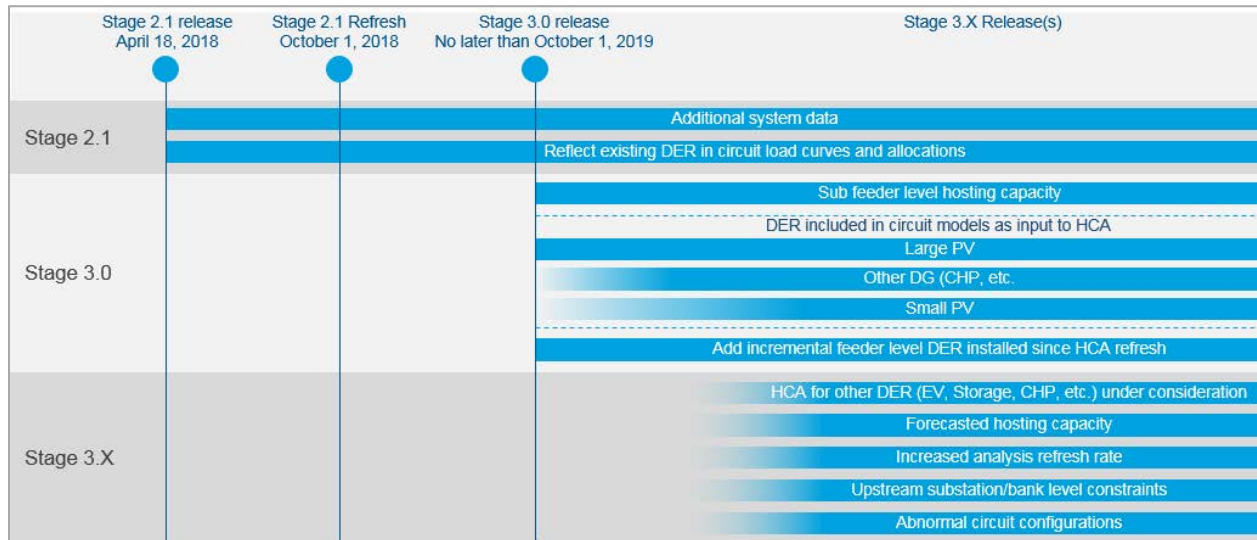 Stage 2.1 release
April 18, 2018
Stage 2.1 Refresh
October 1, 2018
Stage 3.0 release
No later than October 1, 2019
Stage 3.X Release(s)
Stage 2.1
Additional system data
Reflect existing DER in circuit load curves and allocations
Stage 3.0
Sub feeder level hosting capacity
DER included in circuit models as input to HCA
Large PV
Other DG (CHP, etc.
Small PV
Add incremental feeder level DER installed since HCA refresh
Stage 3.X
HCA for other DER (EV, Storage, CHP, etc.) under consideration
Forecasted hosting capacity
Increased analysis refresh rate
Upstream substation/bank level constraints
Abnormal circuit configurations